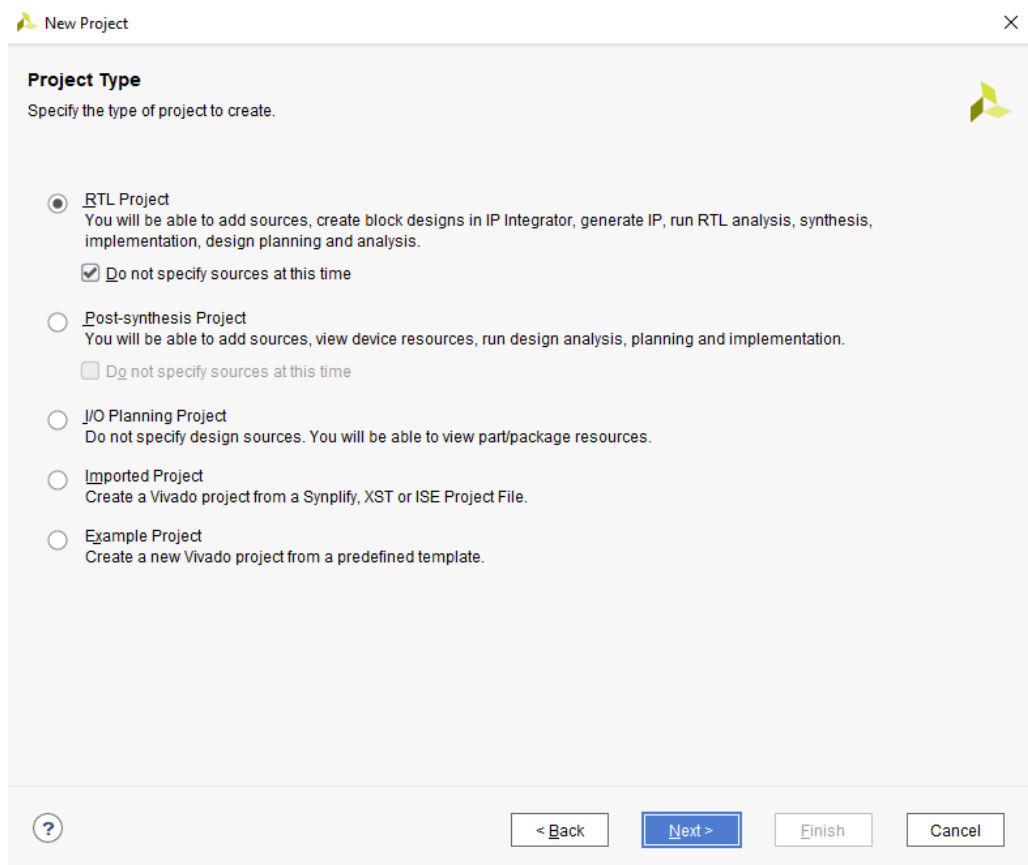 New Project
Project Type
Specify the type of project to create.
RTL Project
You will be able to add sources, create block designs in IP Integrator, generate IP, run RTL analysis, synthesis,
implementation, design planning and analysis.
Do not specify sources at this time
Post-synthesis Project
You will be able to add sources, view device resources, run design analysis, planning and implementation.
Do not specify sources at this time
I/O Planning Project
Do not specify design sources. You will be able to view part/package resources.
Imported Project
Create a Vivado project from a Synplify, XST or ISE Project File.
Example Project
Create a new Vivado project from a predefined template.
?
< Back
Next >
Finish
Cancel